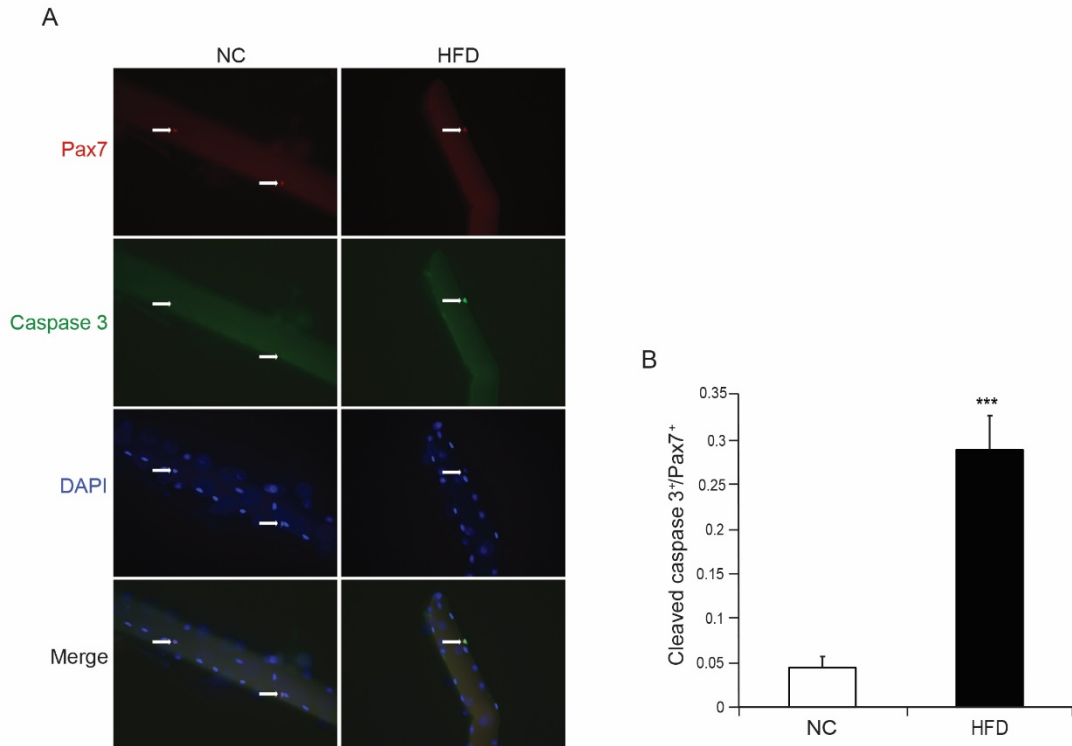 A
NC HFD
Pax7
Caspase 3
DAPI
Merge
B
Cleaved caspase 3⁺/Pax7⁺
0.35
0.3
0.25
0.2
0.15
0.1
0.05
0
***
NC HFD